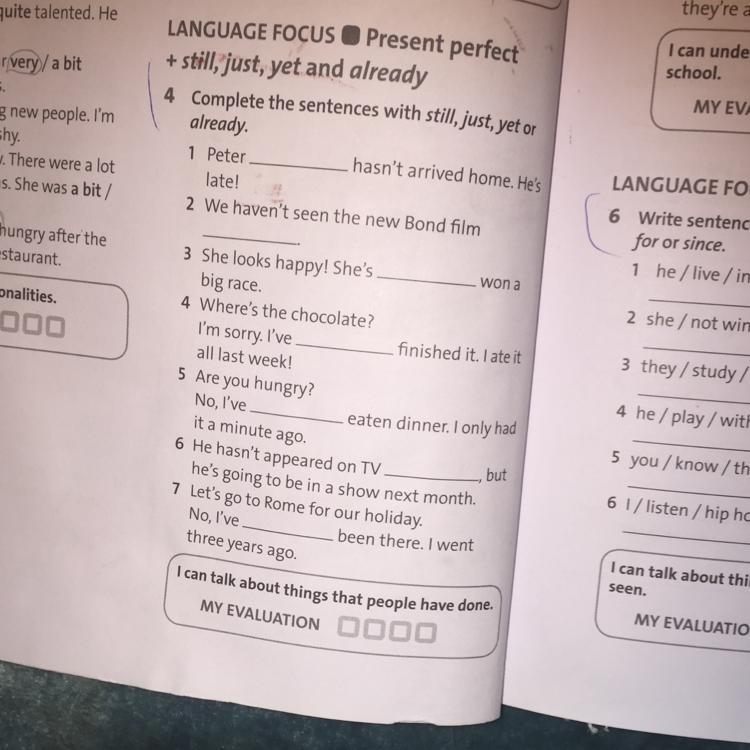 quite talented. He
very / a bit
g new people. I'm
hy.
. There were a lot
s. She was a bit /
hungry after the
staurant.
onalities.
LANGUAGE FOCUS Present perfect
+ still, just, yet and already
4 Complete the sentences with still, just, yet or
already.
1 Peter __________ hasn't arrived home. He's
late!
2 We haven't seen the new Bond film
__________.
3 She looks happy! She's __________ won a
big race.
4 Where's the chocolate?
I'm sorry. I've __________ finished it. I ate it
all last week!
5 Are you hungry?
No, I've __________ eaten dinner. I only had
it a minute ago.
6 He hasn't appeared on TV __________, but
he's going to be in a show next month.
7 Let's go to Rome for our holiday.
No, I've __________ been there. I went
three years ago.
I can talk about things that people have done.
MY EVALUATION
they're a
I can unde
school.
MY EVA
LANGUAGE FO
6 Write sentenc
for or since.
1 he / live / in
2 she / not win
3 they / study /
4 he / play / with
5 you / know / th
6 I / listen / hip ho
I can talk about thi
seen.
MY EVALUATIO